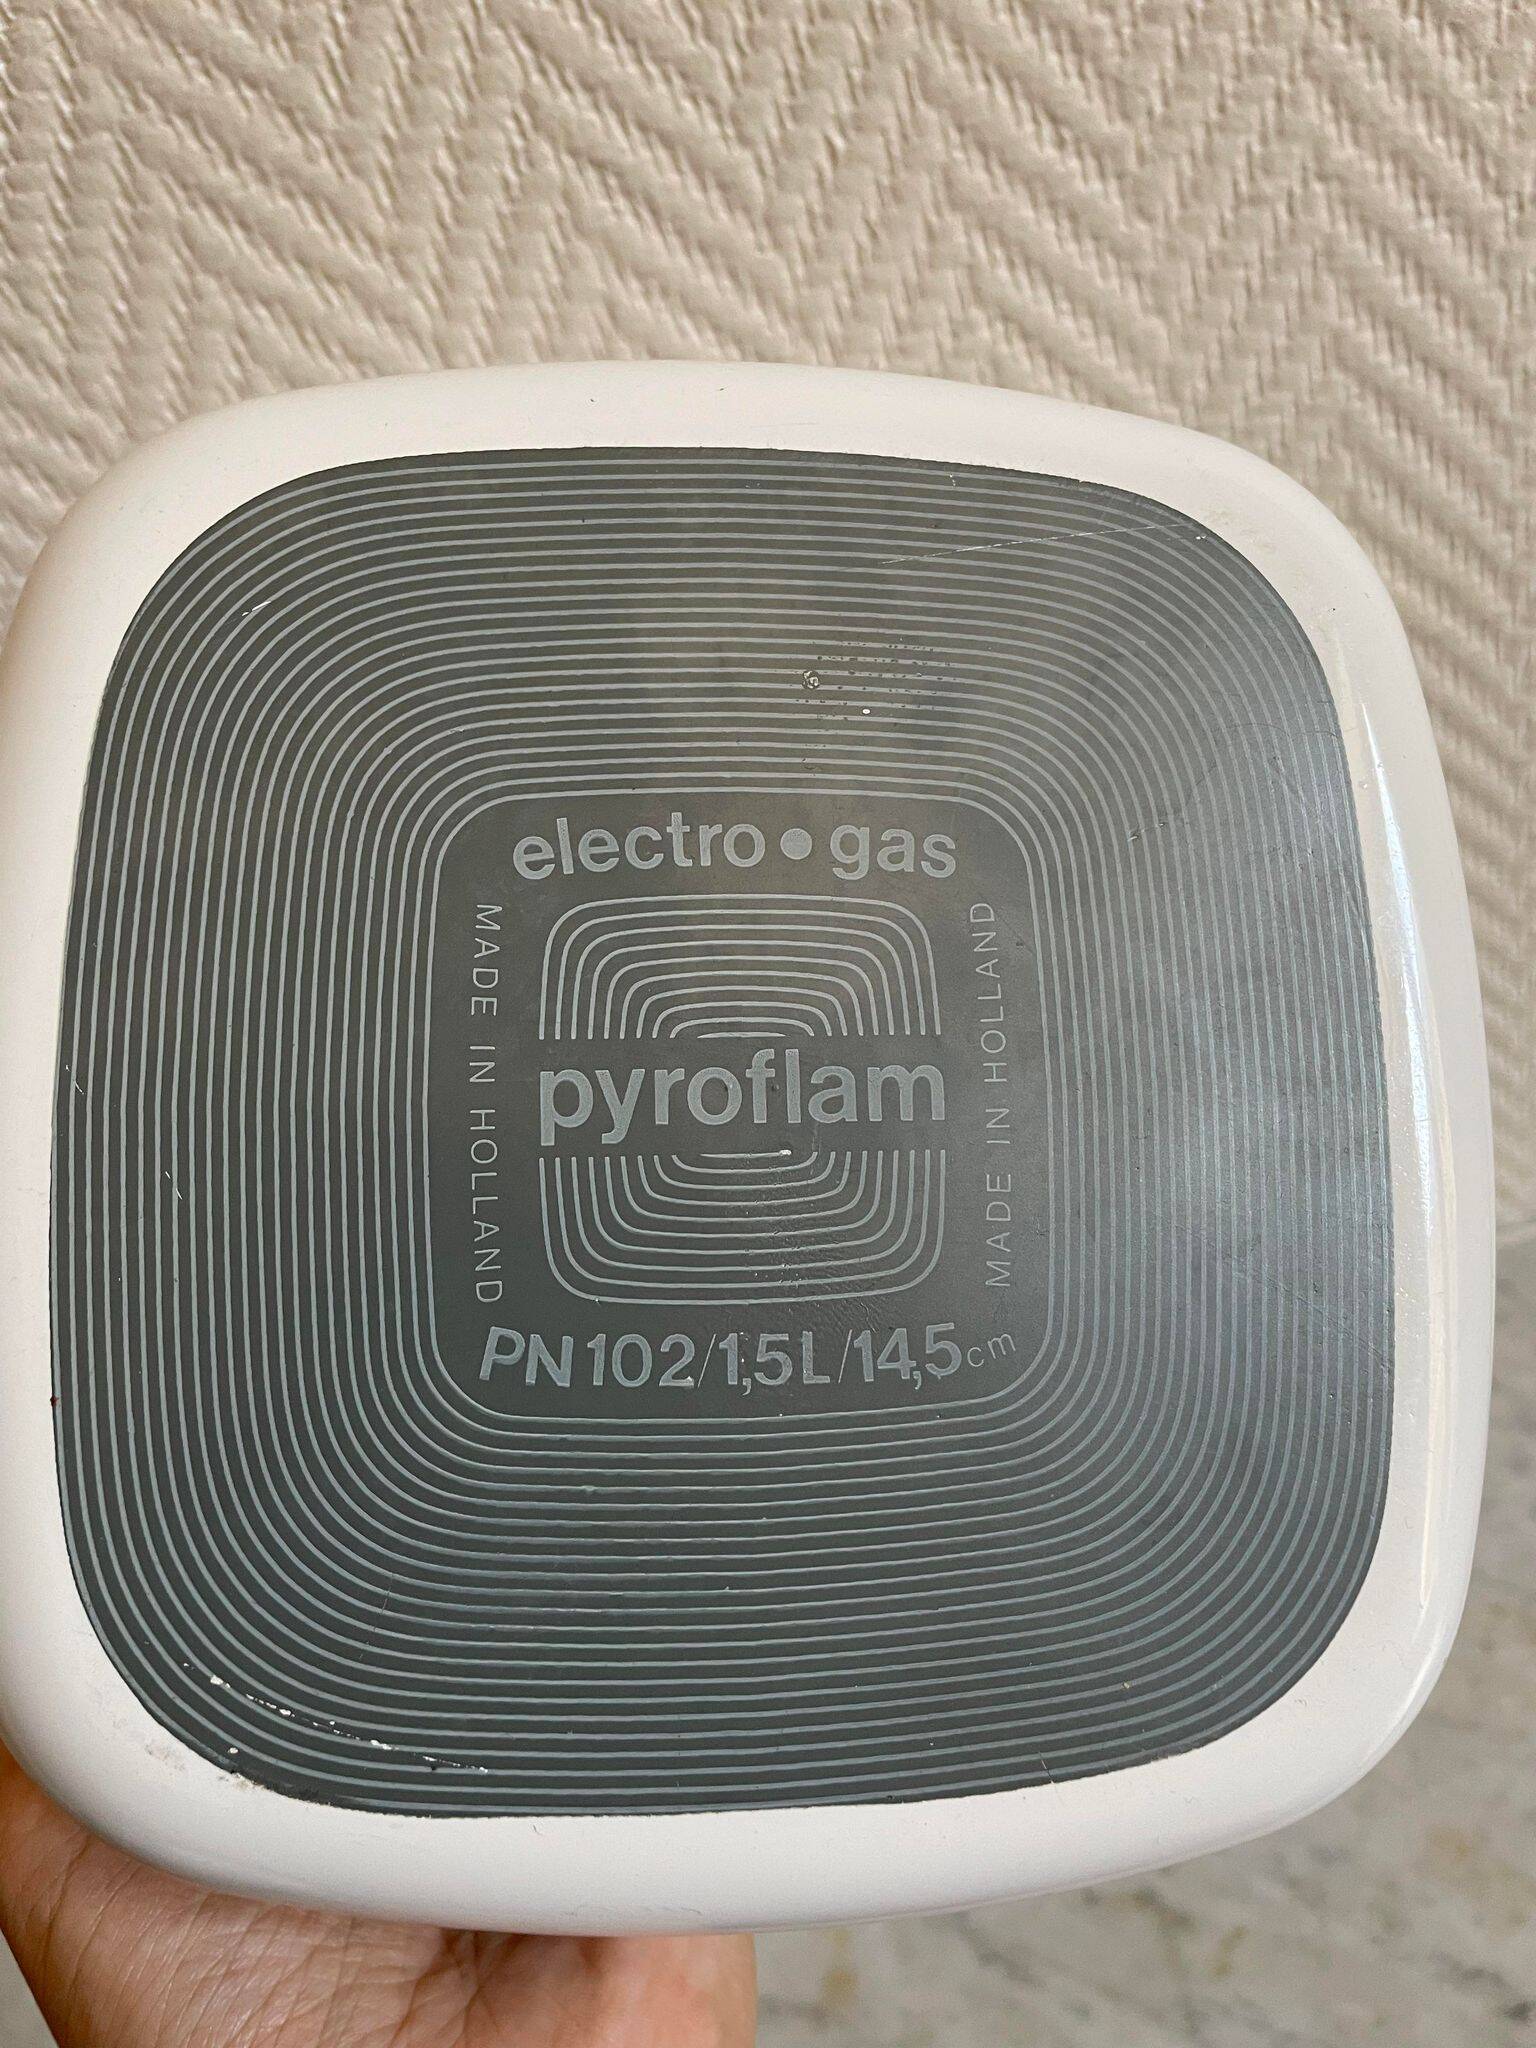 electro • gas
MADE IN HOLLAND
pyroflam
MADE IN HOLLAND
PN 102/1,5L/14,5cm